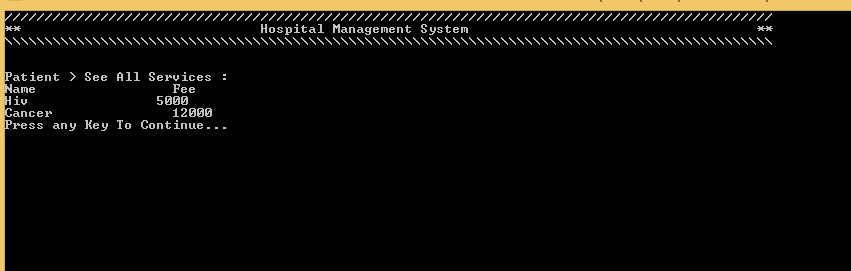 ////////////////////////////////////////////////////////////////////////////////////////////////
** Hospital Management System **
\\\\\\\\\\\\\\\\\\\\\\\\\\\\\\\\\\\\\\\\\\\\\\\\\\\\\\\\\\\\\\\\\\\\\\\\\\\\\\\\\\\\\\\\\\\\\\\\
Patient > See All Services :
Name Fee
Hiv 5000
Cancer 12000
Press any Key To Continue...